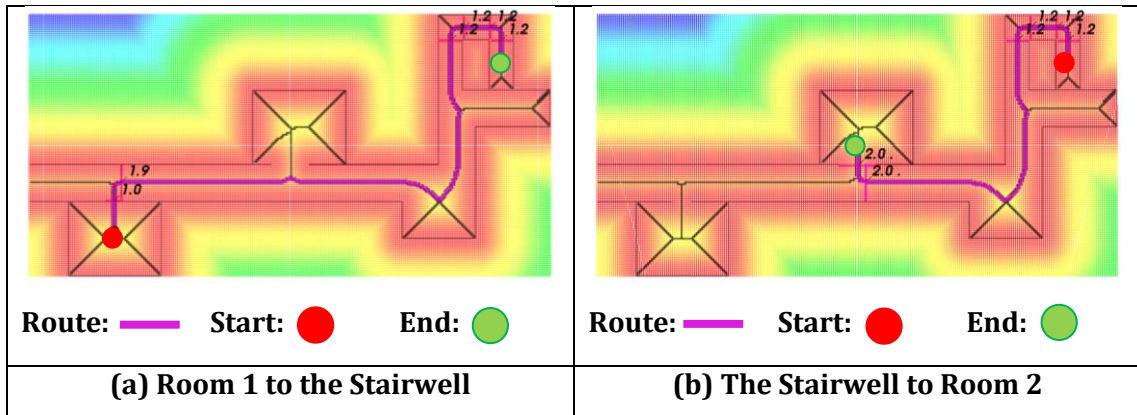 1.2 1.2
1.2 1.2
1.9
1.0
Route: Start: End:
(a) Room 1 to the Stairwell
1.2 1.2
1.2 1.2
2.0 .
2.0 .
Route: Start: End:
(b) The Stairwell to Room 2